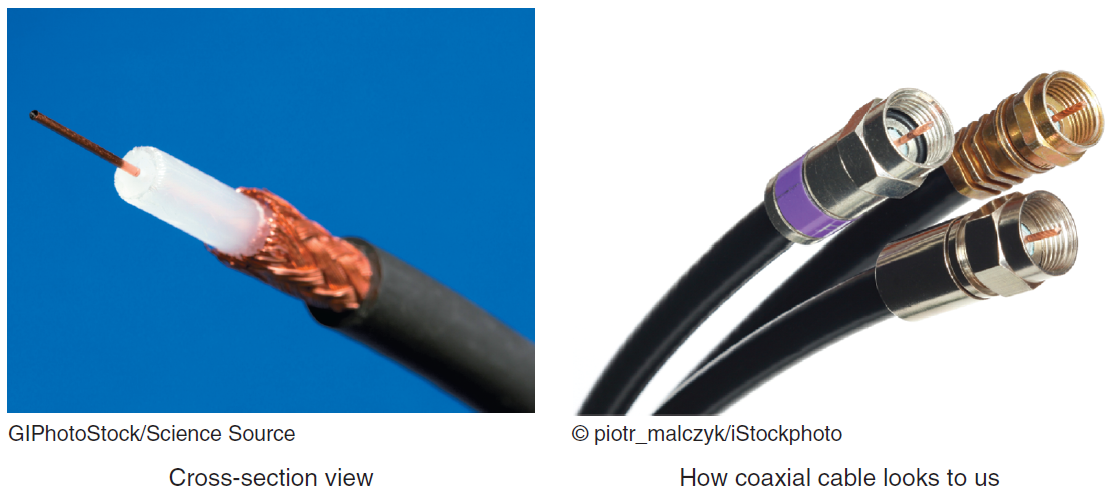 GIPhotoStock/Science Source
© piotr_malczyk/iStockphoto
Cross-section view
How coaxial cable looks to us